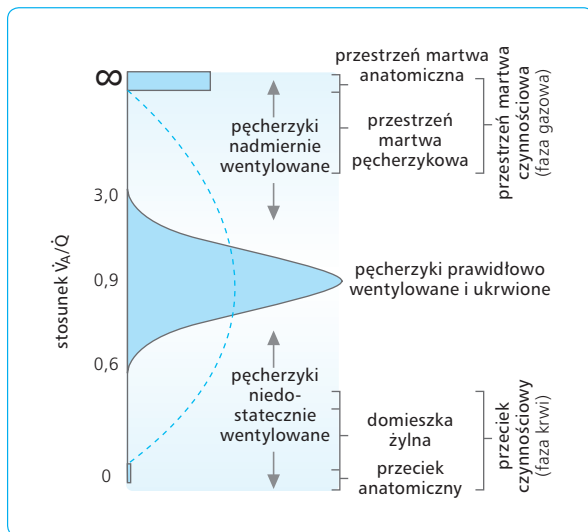 ∞
przestrzeń martwa
anatomiczna
pęcherzyki
nadmiernie
wentylowane
przestrzeń
martwa
pęcherzykowa
przestrzeń martwa
czynnościowa
(faza gazowa)
3,0
stosunek V̇A/Q̇
0,9
pęcherzyki prawidłowo
wentylowane i ukrwione
0,6
pęcherzyki
niedo-
statecznie
wentylowane
domieszka
żylna
przeciek
anatomiczny
przeciek
czynnościowy
(faza krwi)
0